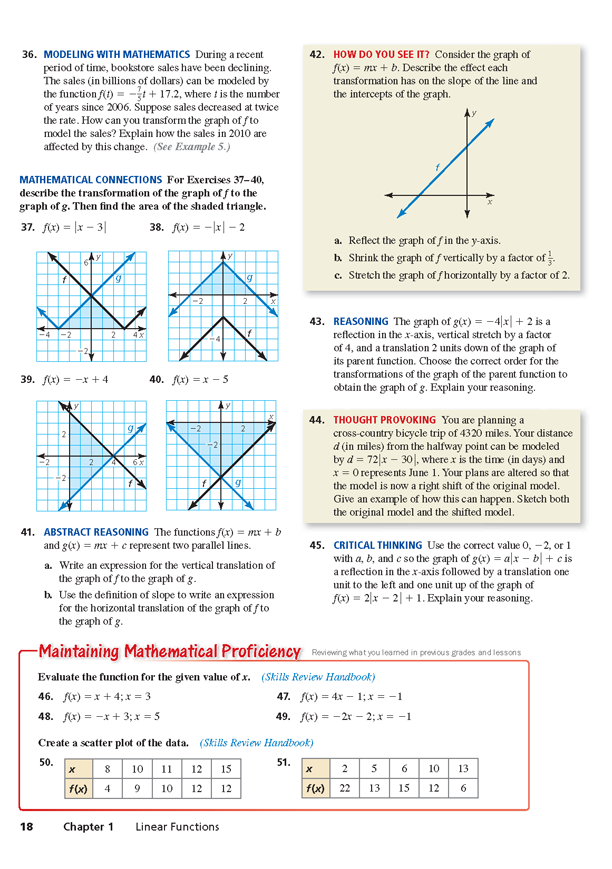 36. MODELING WITH MATHEMATICS During a recent
period of time, bookstore sales have been declining.
The sales (in billions of dollars) can be modeled by
the function f(t) = −7/5t + 17.2, where t is the number
of years since 2006. Suppose sales decreased at twice
the rate. How can you transform the graph of f to
model the sales? Explain how the sales in 2010 are
affected by this change. (See Example 5.)
MATHEMATICAL CONNECTIONS For Exercises 37–40,
describe the transformation of the graph of f to the
graph of g. Then find the area of the shaded triangle.
37. f(x) = |x − 3| 38. f(x) = −|x| − 2
6 y
f g
−4 −2 2 4 x
−2
y
g
−2 2 x
−4 f
39. f(x) = −x + 4 40. f(x) = x − 5
y
2 g
−2 2 4 6 x
−2 f
y
x
−2 2
−2
f g
41. ABSTRACT REASONING The functions f(x) = mx + b
and g(x) = mx + c represent two parallel lines.
a. Write an expression for the vertical translation of
the graph of f to the graph of g.
b. Use the definition of slope to write an expression
for the horizontal translation of the graph of f to
the graph of g.
42. HOW DO YOU SEE IT? Consider the graph of
f(x) = mx + b. Describe the effect each
transformation has on the slope of the line and
the intercepts of the graph.
y
f
x
a. Reflect the graph of f in the y-axis.
b. Shrink the graph of f vertically by a factor of 1/3.
c. Stretch the graph of f horizontally by a factor of 2.
43. REASONING The graph of g(x) = −4|x| + 2 is a
reflection in the x-axis, vertical stretch by a factor
of 4, and a translation 2 units down of the graph of
its parent function. Choose the correct order for the
transformations of the graph of the parent function to
obtain the graph of g. Explain your reasoning.
44. THOUGHT PROVOKING You are planning a
cross-country bicycle trip of 4320 miles. Your distance
d (in miles) from the halfway point can be modeled
by d = 72|x − 30|, where x is the time (in days) and
x = 0 represents June 1. Your plans are altered so that
the model is now a right shift of the original model.
Give an example of how this can happen. Sketch both
the original model and the shifted model.
45. CRITICAL THINKING Use the correct value 0, −2, or 1
with a, b, and c so the graph of g(x) = a|x − b| + c is
a reflection in the x-axis followed by a translation one
unit to the left and one unit up of the graph of
f(x) = 2|x − 2| + 1. Explain your reasoning.
Maintaining Mathematical Proficiency Reviewing what you learned in previous grades and lessons
Evaluate the function for the given value of x. (Skills Review Handbook)
46. f(x) = x + 4; x = 3 47. f(x) = 4x − 1; x = −1
48. f(x) = −x + 3; x = 5 49. f(x) = −2x − 2; x = −1
Create a scatter plot of the data. (Skills Review Handbook)
50.
x 8 10 11 12 15
f(x) 4 9 10 12 12
51.
x 2 5 6 10 13
f(x) 22 13 15 12 6
18 Chapter 1 Linear Functions